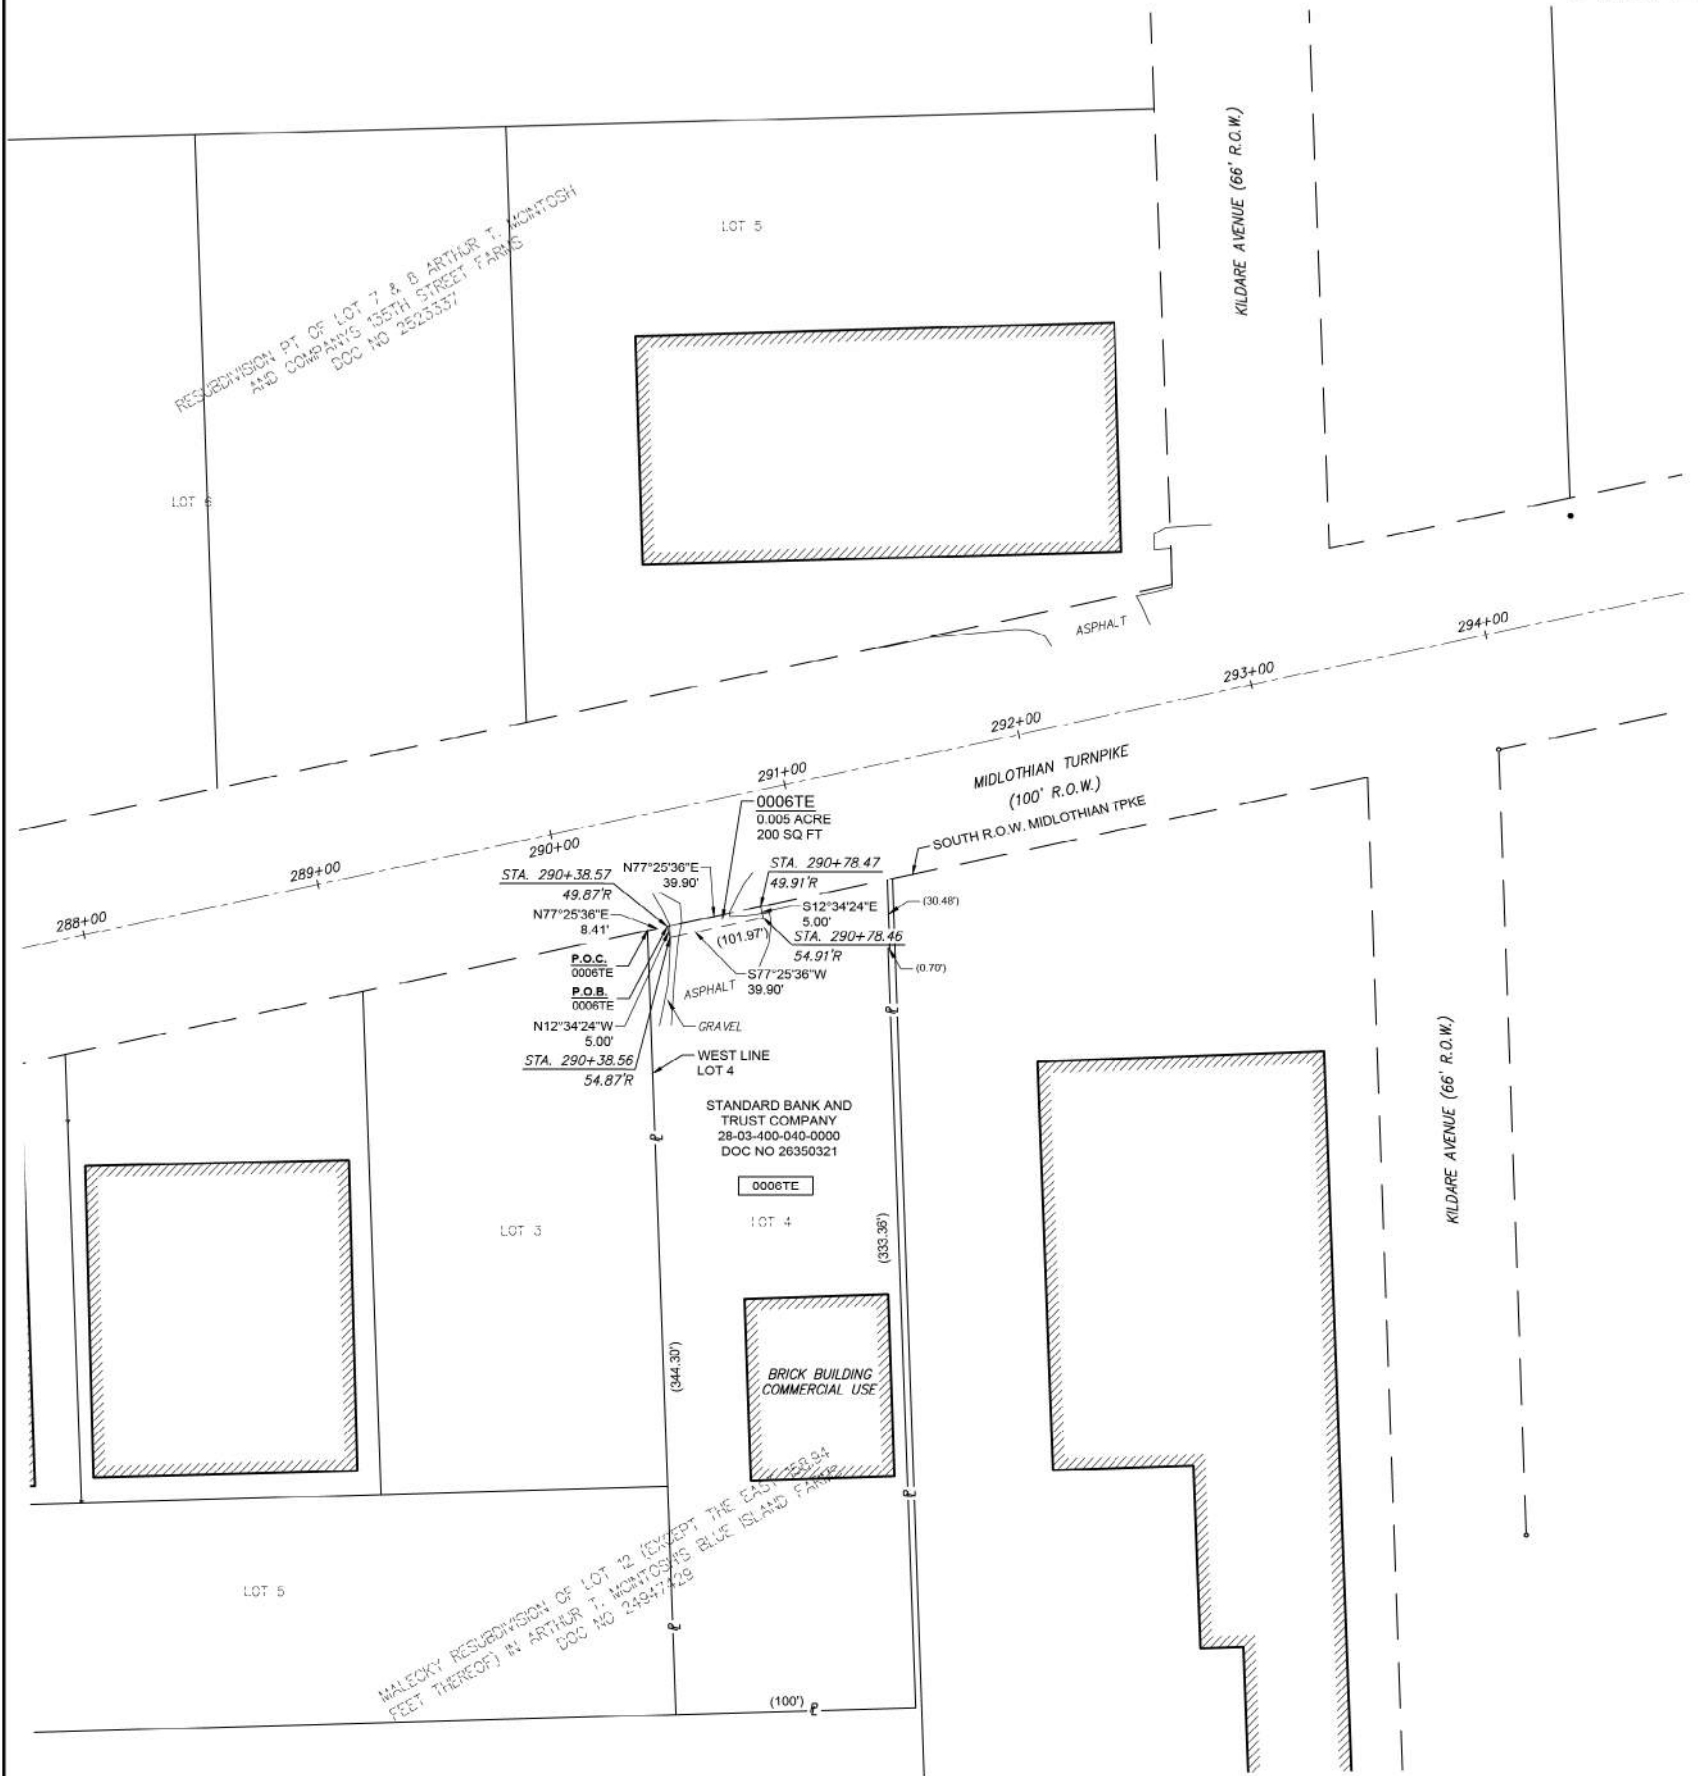 KILDARE AVENUE (66' R.O.W.)
LOT 5
RESUBDIVISION PT OF LOT 7 & 8 ARTHUR T. MCINTOSH
AND COMPANY'S 135TH STREET FARMS
DOC NO 2523337
LOT 6
ASPHALT
294+00
293+00
292+00
291+00
290+00
289+00
288+00
MIDLOTHIAN TURNPIKE
(100' R.O.W.)
SOUTH R.O.W. MIDLOTHIAN TPKE
0006TE
0.005 ACRE
200 SQ FT
STA. 290+38.57
49.87'R
N77°25'36"E
39.90'
STA. 290+78.47
49.91'R
N77°25'36"E
8.41'
S12°34'24"E
5.00'
(30.48')
(101.97')
STA. 290+78.46
54.91'R
P.O.C.
0006TE
(0.70')
S77°25'36"W
39.90'
P.O.B.
0006TE
ASPHALT
GRAVEL
N12°34'24"W
5.00'
STA. 290+38.56
54.87'R
WEST LINE
LOT 4
STANDARD BANK AND
TRUST COMPANY
28-03-400-040-0000
DOC NO 26350321
0006TE
LOT 3
LOT 4
(333.36')
KILDARE AVENUE (66' R.O.W.)
(344.30')
BRICK BUILDING
COMMERCIAL USE
LOT 5
MALECKY RESUBDIVISION OF LOT 12 (EXCEPT THE EAST 158.94
FEET THEREOF) IN ARTHUR T. MCINTOSH'S BLUE ISLAND FARMS
DOC NO 24947429
(100')